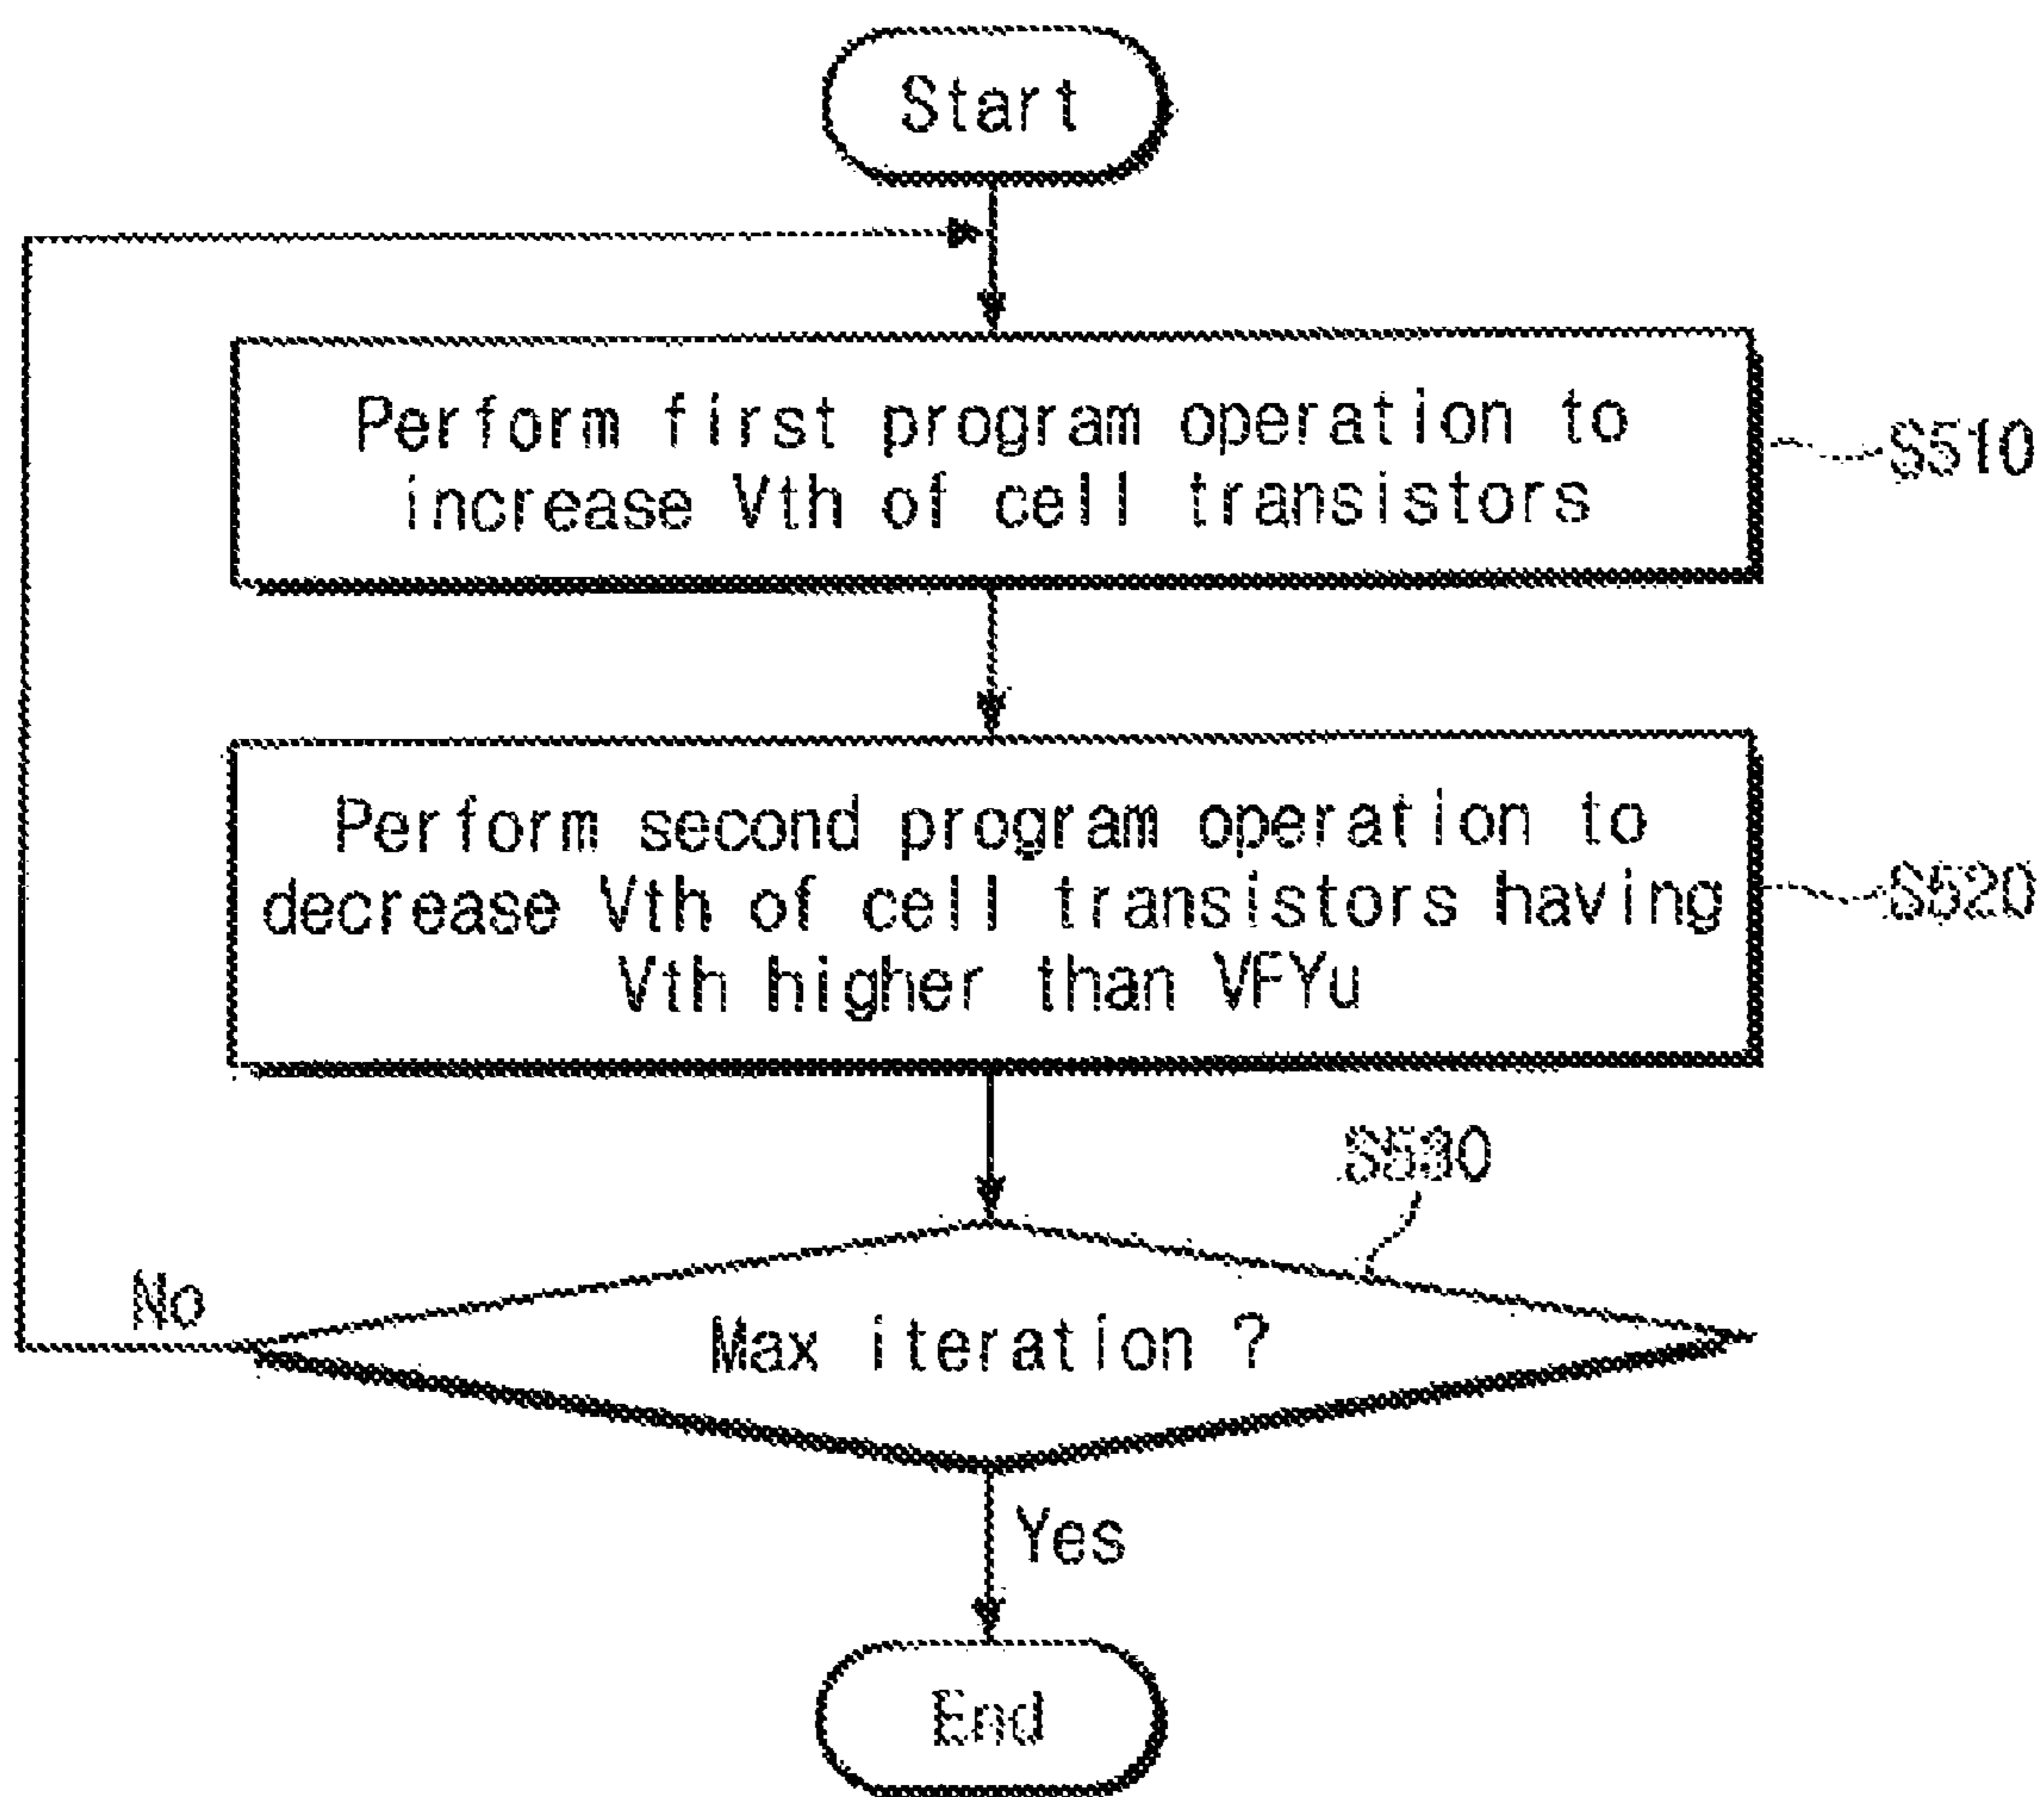 Start
Perform first program operation to
increase Vth of cell transistors
S510
Perform second program operation to
decrease Vth of cell transistors having
Vth higher than VFYu
S520
S530
Max iteration ?
No
Yes
End